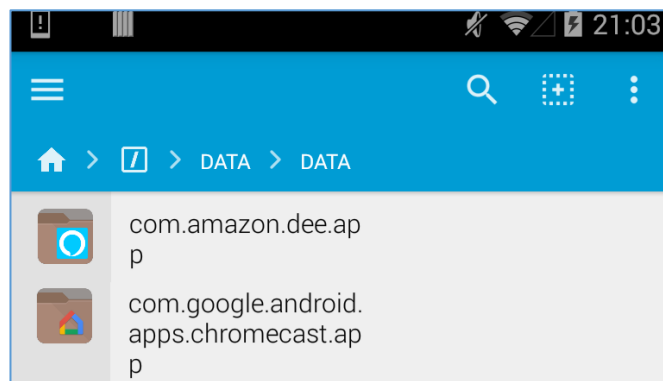 21:03
/ DATA DATA
com.amazon.dee.ap
p
com.google.android.
apps.chromecast.ap
p